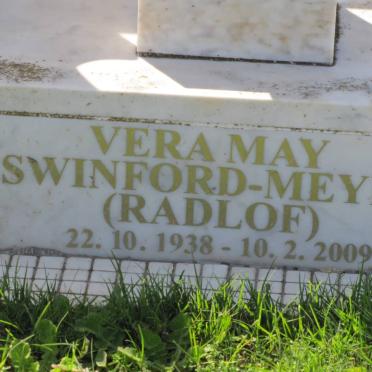 VERA MAY
SWINFORD-MEY
(RADLOF)
22. 10. 1938 - 10. 2. 2009